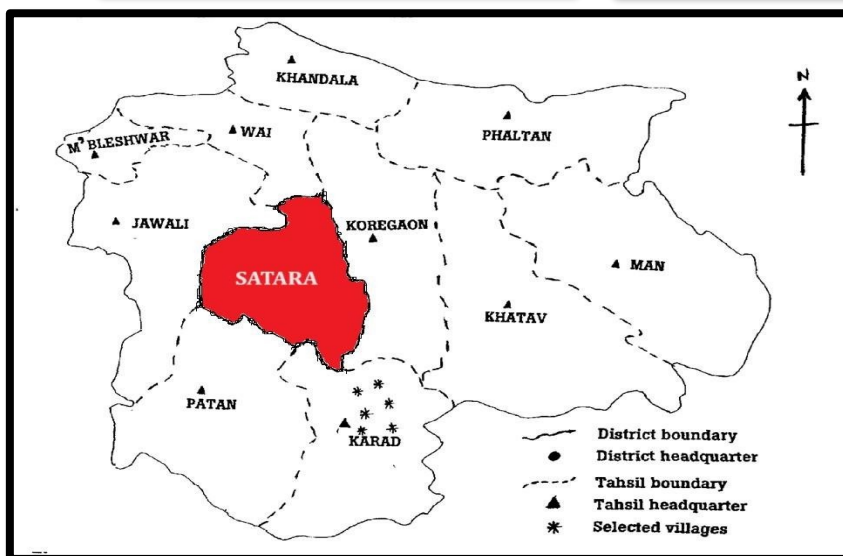 KHANDALA
N
PHALTAN
WAI
M'BLESHWAR
JAWALI
KOREGAON
MAN
SATARA
KHATAV
PATAN
KARAD
District boundary
District headquarter
Tahsil boundary
Tahsil headquarter
Selected villages